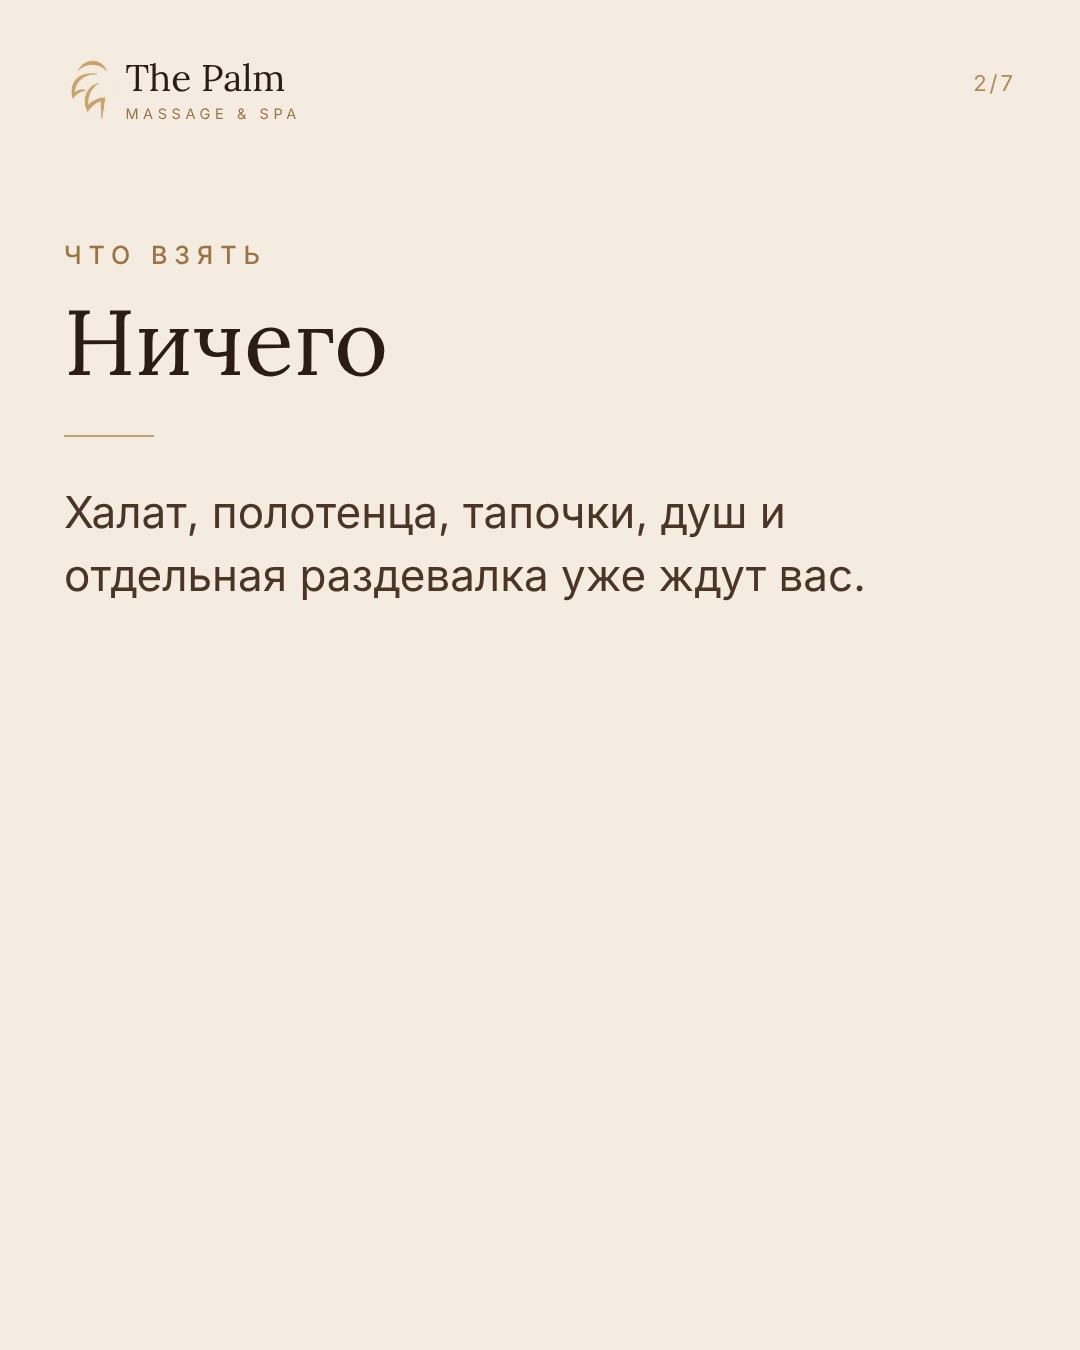 The Palm
MASSAGE & SPA
2/7
ЧТО ВЗЯТЬ
Ничего
Халат, полотенца, тапочки, душ и
отдельная раздевалка уже ждут вас.